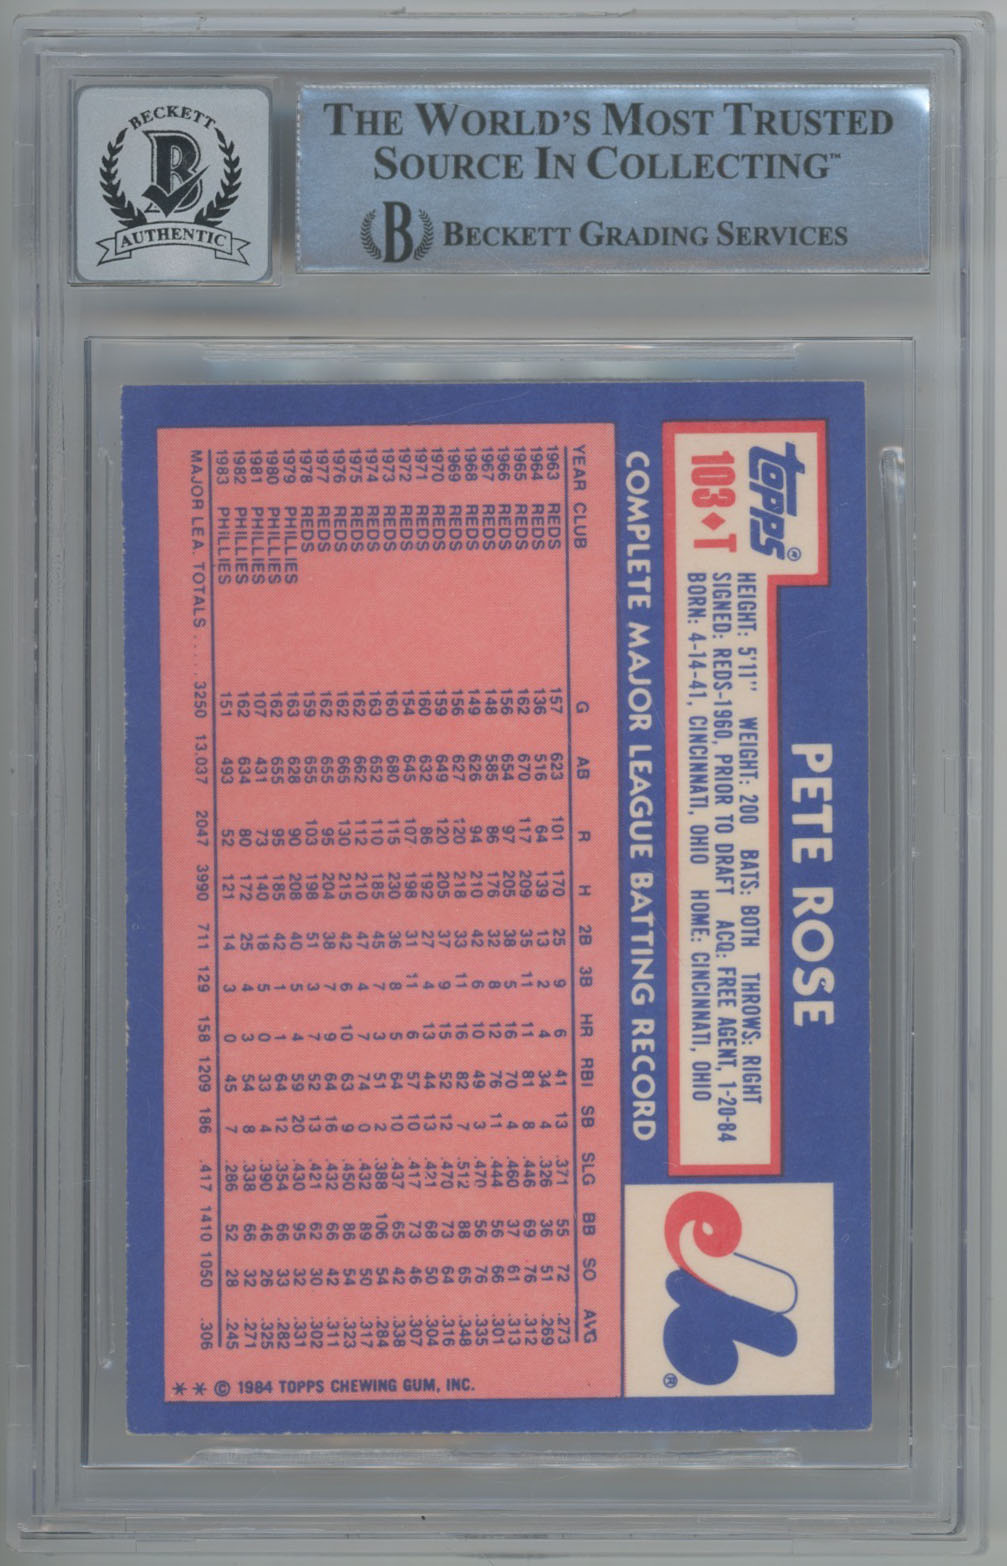 BECKETT
B
AUTHENTIC
THE WORLD'S MOST TRUSTED
SOURCE IN COLLECTING™
B BECKETT GRADING SERVICES
Topps®
103♦T
PETE ROSE
HEIGHT: 5'11" WEIGHT: 200 BATS: BOTH THROWS: RIGHT
SIGNED: REDS-1960, PRIOR TO DRAFT ACQ: FREE AGENT, 1-20-84
BORN: 4-14-41, CINCINNATI, OHIO HOME: CINCINNATI, OHIO
®
COMPLETE MAJOR LEAGUE BATTING RECORD
YEAR CLUB G AB R H 2B 3B HR RBI SB SLG BB SO AVG
1963 REDS 157 623 101 170 25 9 6 41 13 .371 55 72 .273
1964 REDS 136 516 64 139 13 2 4 34 4 .326 36 51 .269
1965 REDS 162 670 117 209 35 11 11 81 8 .446 69 76 .312
1966 REDS 156 654 97 205 38 5 16 70 4 .460 37 61 .313
1967 REDS 148 585 86 176 32 8 12 76 11 .444 56 66 .301
1968 REDS 149 626 94 210 42 6 10 49 3 .470 56 76 .335
1969 REDS 156 627 120 218 33 11 16 82 7 .512 88 65 .348
1970 REDS 159 649 120 205 37 9 15 52 12 .470 73 64 .316
1971 REDS 160 632 86 192 27 4 13 44 13 .421 68 50 .304
1972 REDS 154 645 107 198 31 11 6 57 10 .417 73 46 .307
1973 REDS 160 680 115 230 36 8 5 64 10 .437 65 42 .338
1974 REDS 163 652 110 185 45 7 3 51 2 .388 106 54 .284
1975 REDS 162 662 112 210 47 4 7 74 0 .432 89 50 .317
1976 REDS 162 665 130 215 42 6 10 63 9 .450 86 54 .323
1977 REDS 162 655 95 204 38 7 9 64 16 .432 66 42 .311
1978 REDS 159 655 103 198 51 3 7 52 13 .421 62 30 .302
1979 PHILLIES 163 628 90 208 40 5 4 59 20 .430 95 32 .331
1980 PHILLIES 162 655 95 185 42 1 1 64 12 .354 66 33 .282
1981 PHILLIES 107 431 73 140 18 5 0 33 4 .390 46 26 .325
1982 PHILLIES 162 634 80 172 25 4 3 54 8 .338 66 32 .271
1983 PHILLIES 151 493 52 121 14 3 0 45 7 .286 52 28 .245
MAJOR LEA. TOTALS ..... 3250 13,037 2047 3990 711 129 158 1209 186 .417 1410 1050 .306
** © 1984 TOPPS CHEWING GUM, INC.